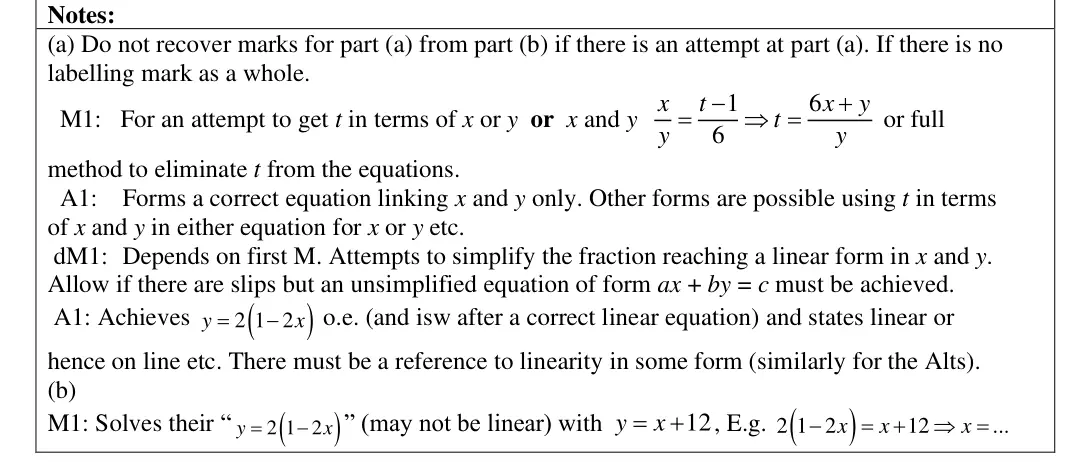 Notes:
(a) Do not recover marks for part (a) from part (b) if there is an attempt at part (a). If there is no
labelling mark as a whole.
M1: For an attempt to get t in terms of x or y or x and y x/y = (t−1)/6 ⇒ t = (6x+y)/y or full
method to eliminate t from the equations.
A1: Forms a correct equation linking x and y only. Other forms are possible using t in terms
of x and y in either equation for x or y etc.
dM1: Depends on first M. Attempts to simplify the fraction reaching a linear form in x and y.
Allow if there are slips but an unsimplified equation of form ax + by = c must be achieved.
A1: Achieves y = 2(1−2x) o.e. (and isw after a correct linear equation) and states linear or
hence on line etc. There must be a reference to linearity in some form (similarly for the Alts).
(b)
M1: Solves their “y = 2(1−2x)” (may not be linear) with y = x+12, E.g. 2(1−2x) = x+12 ⇒ x = ...